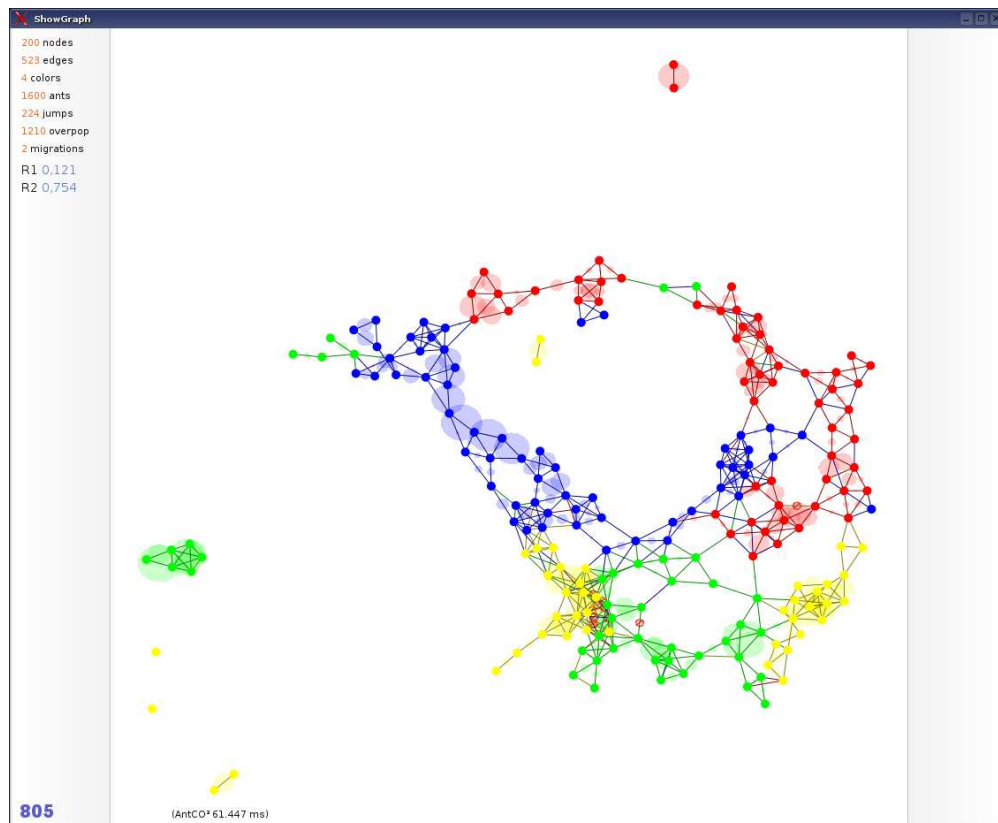 ShowGraph
200 nodes
523 edges
4 colors
1600 ants
224 jumps
1210 overpop
2 migrations
R1 0,121
R2 0,754
805
(AntCO² 61.447 ms)